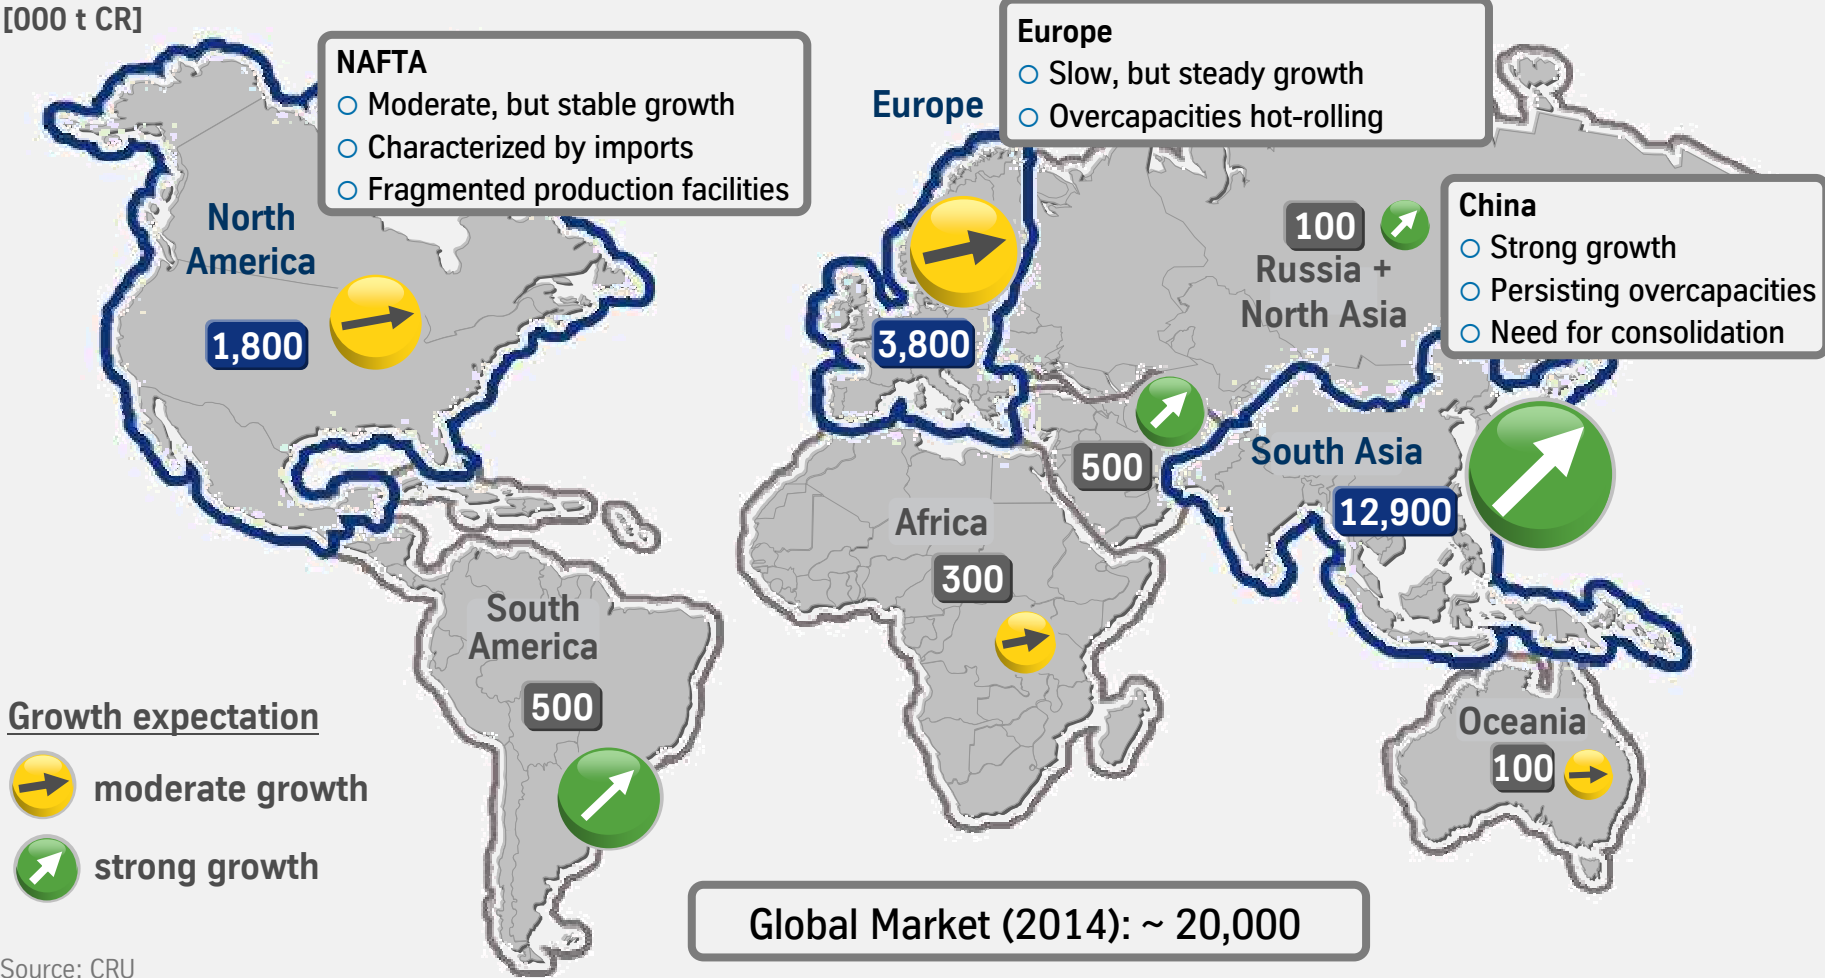 [000 t CR]
NAFTA
Moderate, but stable growth
Characterized by imports
Fragmented production facilities
Europe
Slow, but steady growth
Overcapacities hot-rolling
Europe
China
Strong growth
Persisting overcapacities
Need for consolidation
North
America
1,800
3,800
100
Russia +
North Asia
500
South Asia
12,900
Africa
300
South
America
500
Oceania
100
Growth expectation
moderate growth
strong growth
Global Market (2014): ~ 20,000
Source: CRU